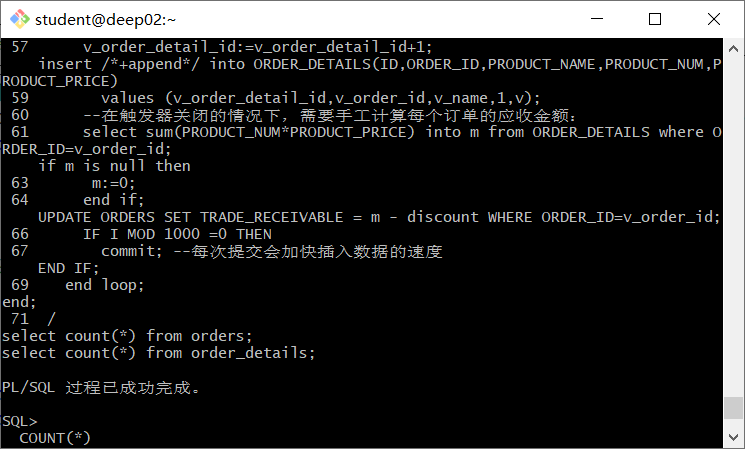 student@deep02:~
57      v_order_detail_id:=v_order_detail_id+1;
insert /*+append*/ into ORDER_DETAILS(ID,ORDER_ID,PRODUCT_NAME,PRODUCT_NUM,P
RODUCT_PRICE)
59        values (v_order_detail_id,v_order_id,v_name,1,v);
60      --在触发器关闭的情况下，需要手工计算每个订单的应收金额：
61      select sum(PRODUCT_NUM*PRODUCT_PRICE) into m from ORDER_DETAILS where O
RDER_ID=v_order_id;
if m is null then
63       m:=0;
64      end if;
UPDATE ORDERS SET TRADE_RECEIVABLE = m - discount WHERE ORDER_ID=v_order_id;
66      IF I MOD 1000 =0 THEN
67        commit; --每次提交会加快插入数据的速度
END IF;
69    end loop;
end;
71  /
select count(*) from orders;
select count(*) from order_details;
PL/SQL 过程已成功完成。
SQL>
COUNT(*)